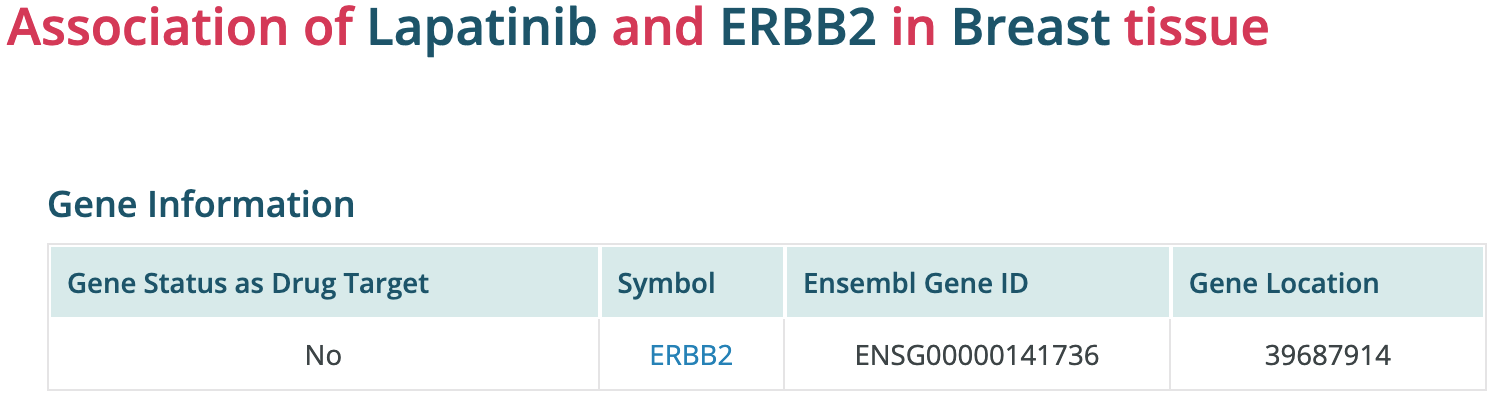 Association of Lapatinib and ERBB2 in Breast tissue
Gene Information
Gene Status as Drug Target Symbol Ensembl Gene ID Gene Location
No ERBB2 ENSG00000141736 39687914